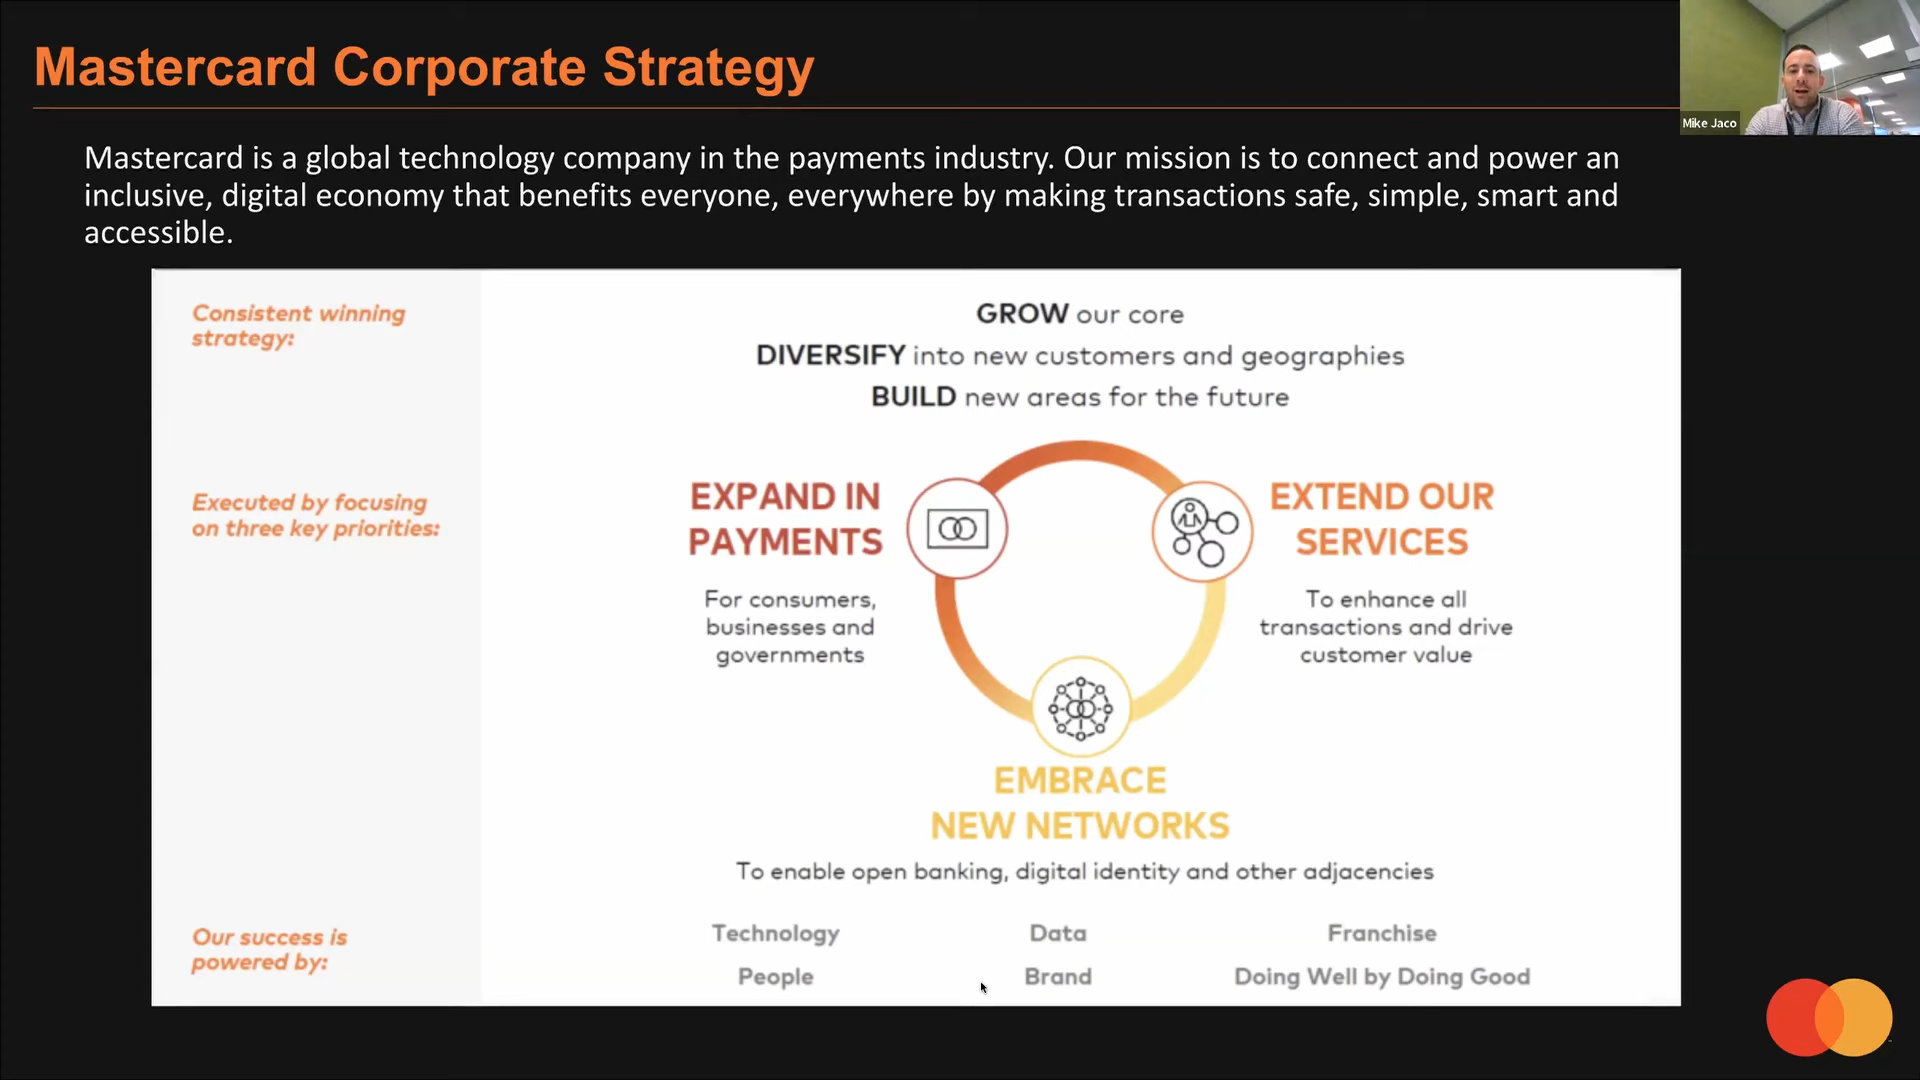 Mastercard Corporate Strategy
Mike Jaco
Mastercard is a global technology company in the payments industry. Our mission is to connect and power an
inclusive, digital economy that benefits everyone, everywhere by making transactions safe, simple, smart and
accessible.
Consistent winning
strategy:
GROW our core
DIVERSIFY into new customers and geographies
BUILD new areas for the future
Executed by focusing
on three key priorities:
EXPAND IN
PAYMENTS
For consumers,
businesses and
governments
EXTEND OUR
SERVICES
To enhance all
transactions and drive
customer value
EMBRACE
NEW NETWORKS
To enable open banking, digital identity and other adjacencies
Our success is
powered by:
Technology Data Franchise
People Brand Doing Well by Doing Good